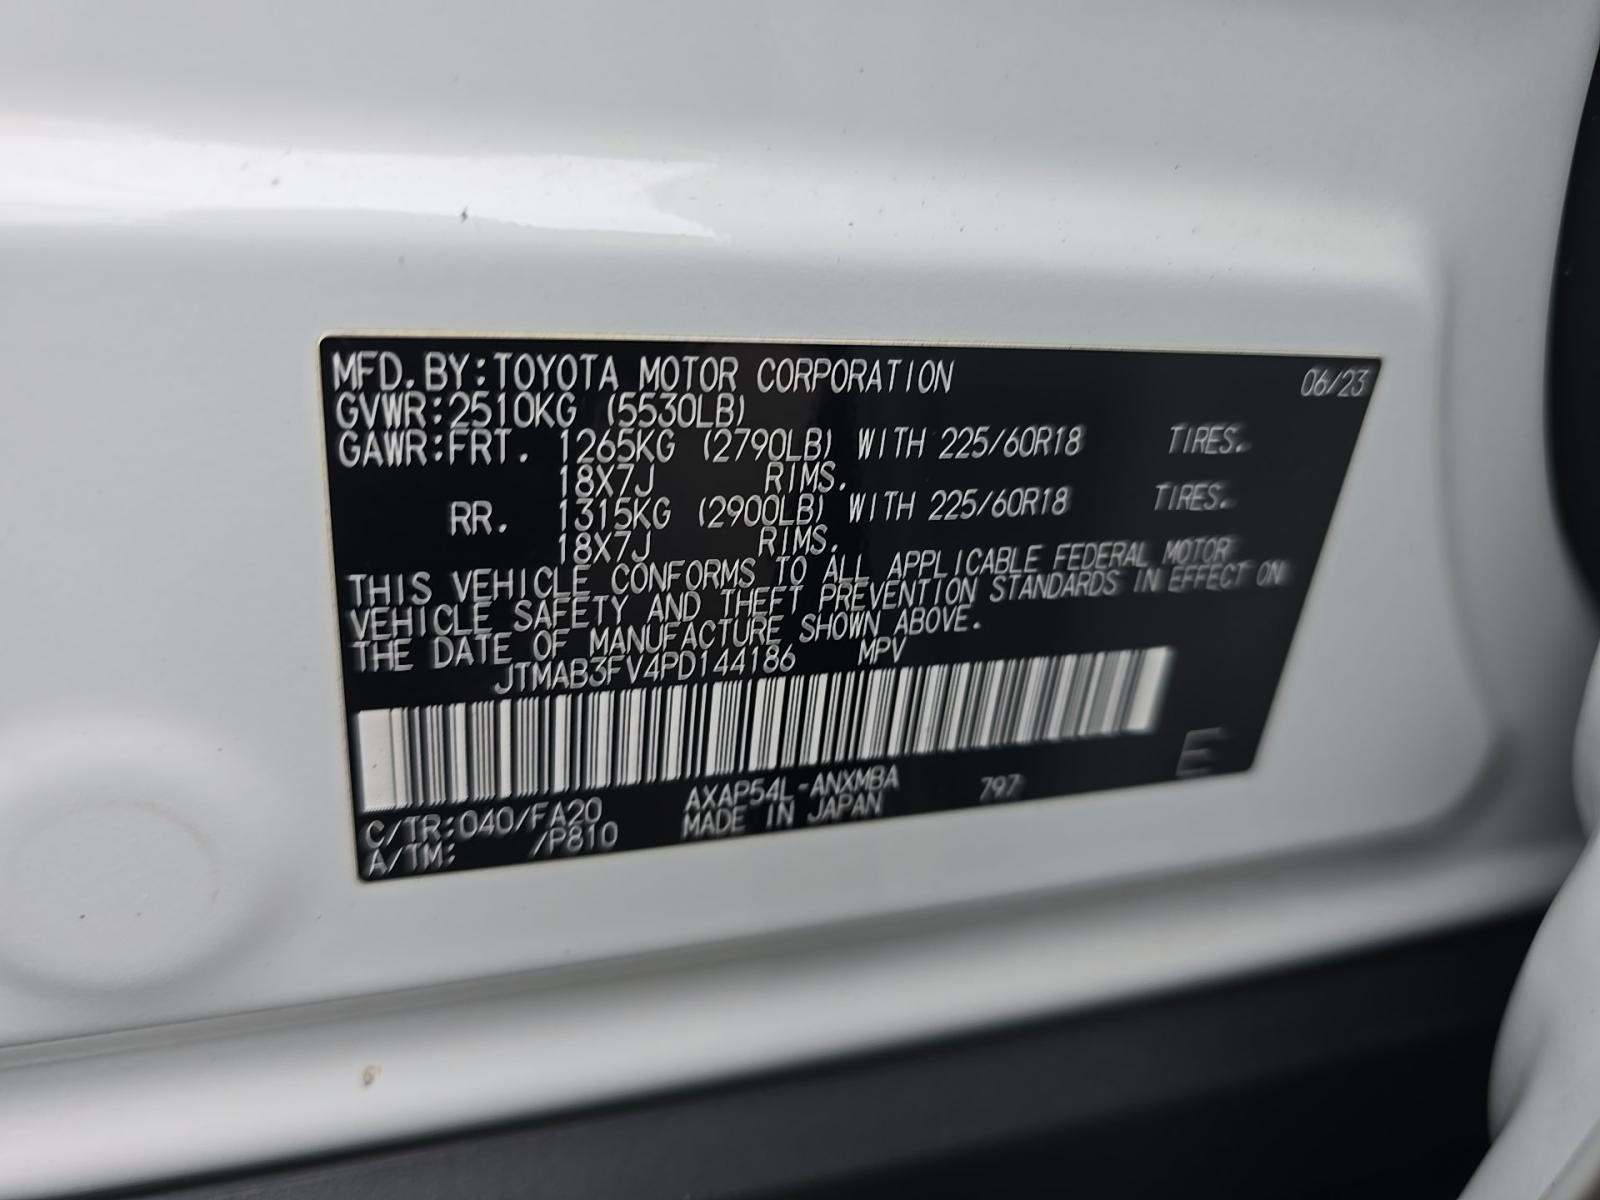 MFD. BY: TOYOTA MOTOR CORPORATION 06/23
GVWR: 2510KG (5530LB)
GAWR: FRT. 1265KG (2790LB) WITH 225/60R18 TIRES.
18X7J RIMS.
RR. 1315KG (2900LB) WITH 225/60R18 TIRES.
18X7J RIMS.
THIS VEHICLE CONFORMS TO ALL APPLICABLE FEDERAL MOTOR
VEHICLE SAFETY AND THEFT PREVENTION STANDARDS IN EFFECT ON
THE DATE OF MANUFACTURE SHOWN ABOVE.
JTMAB3FV4PD144186 MPV
E
AXAP54L-ANXMBA 797
C/TR: 040/FA20 MADE IN JAPAN
A/TM: /P810